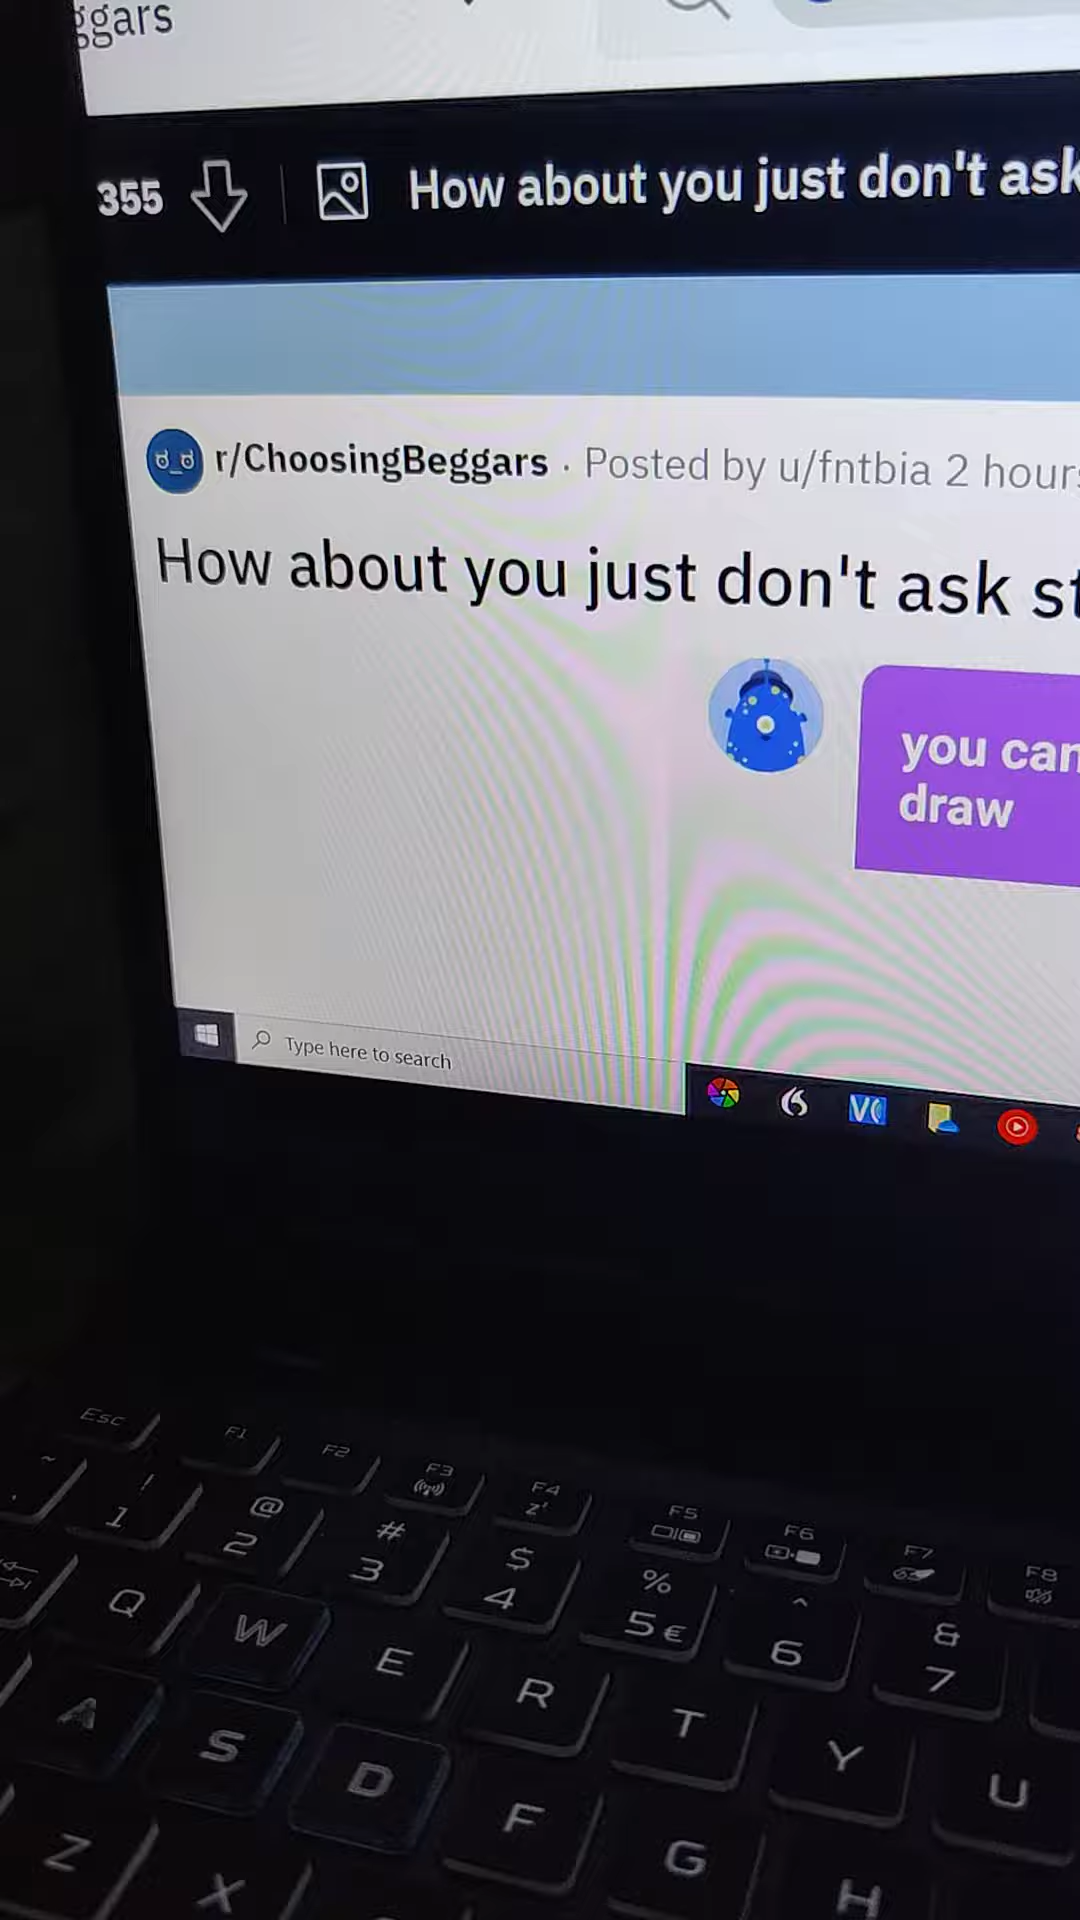 ggars
355 How about you just don't ask
r/ChoosingBeggars · Posted by u/fntbia 2 hours
How about you just don't ask st
you can
draw
Type here to search
VC
Esc F1 F2 F3 F4 F5 F6 F7 F8
~ ! @ # $ % ^ &
1 2 3 4 5 € 6 7
Q W E R T Y U
A S D F G H
Z X